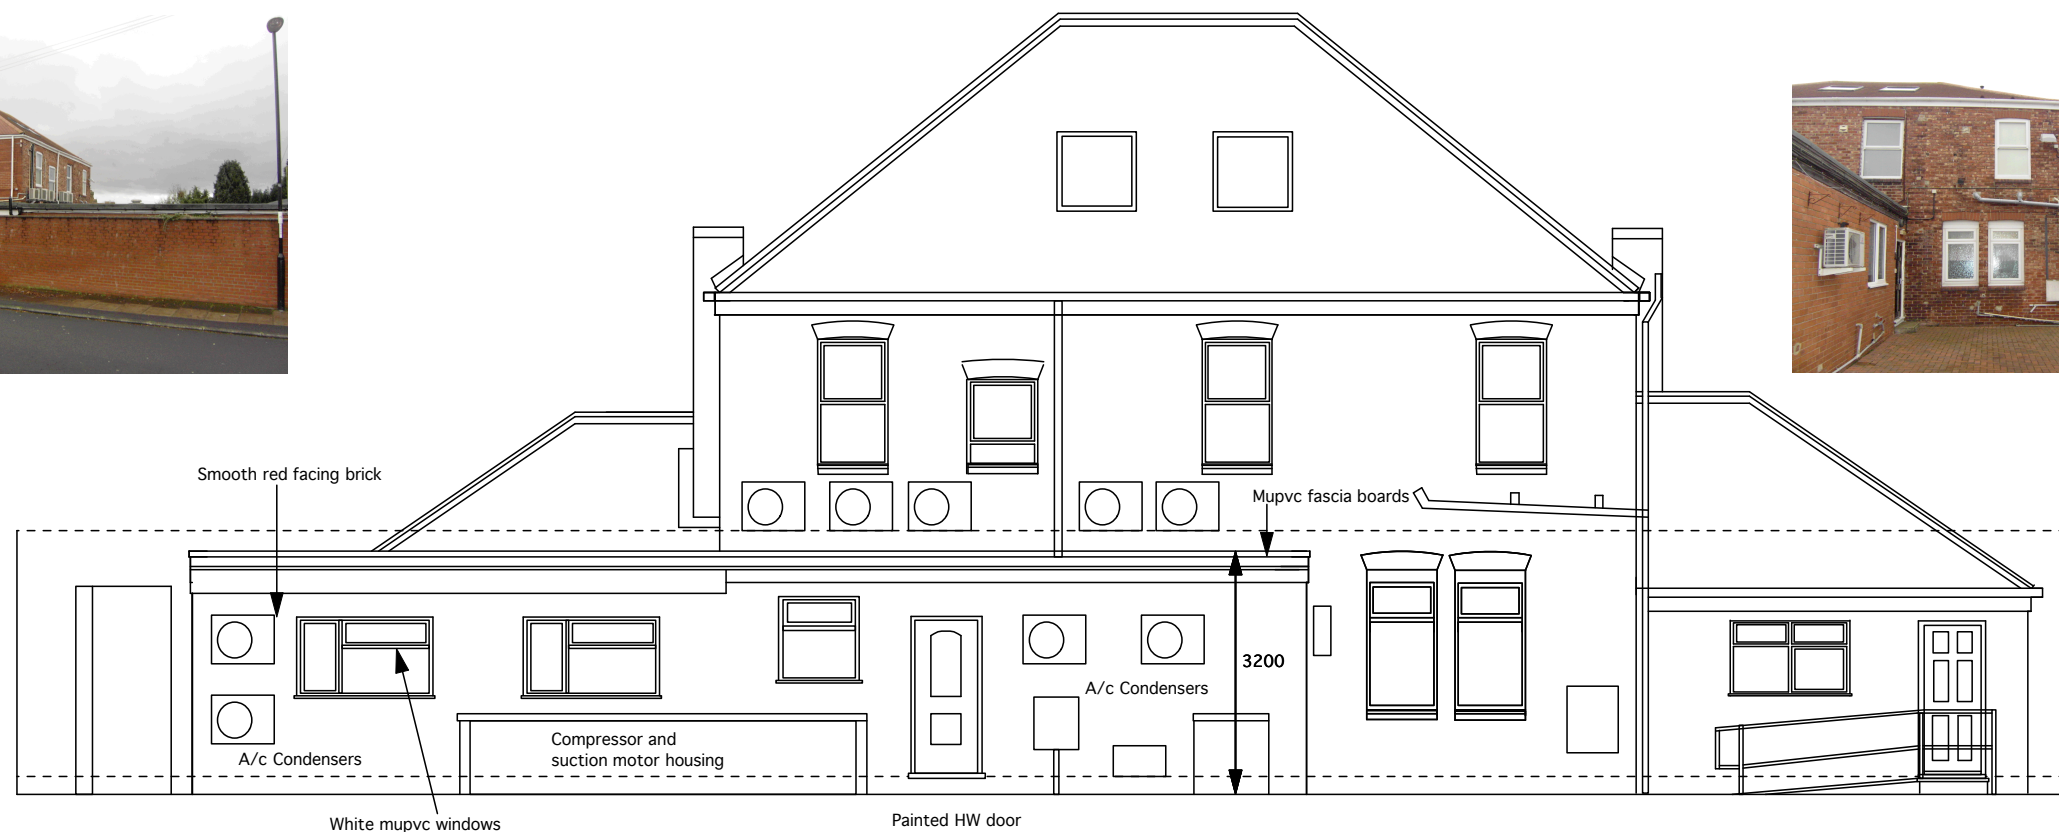 Smooth red facing brick
Mupvc fascia boards
3200
A/c Condensers
Compressor and
suction motor housing
A/c Condensers
White mupvc windows
Painted HW door